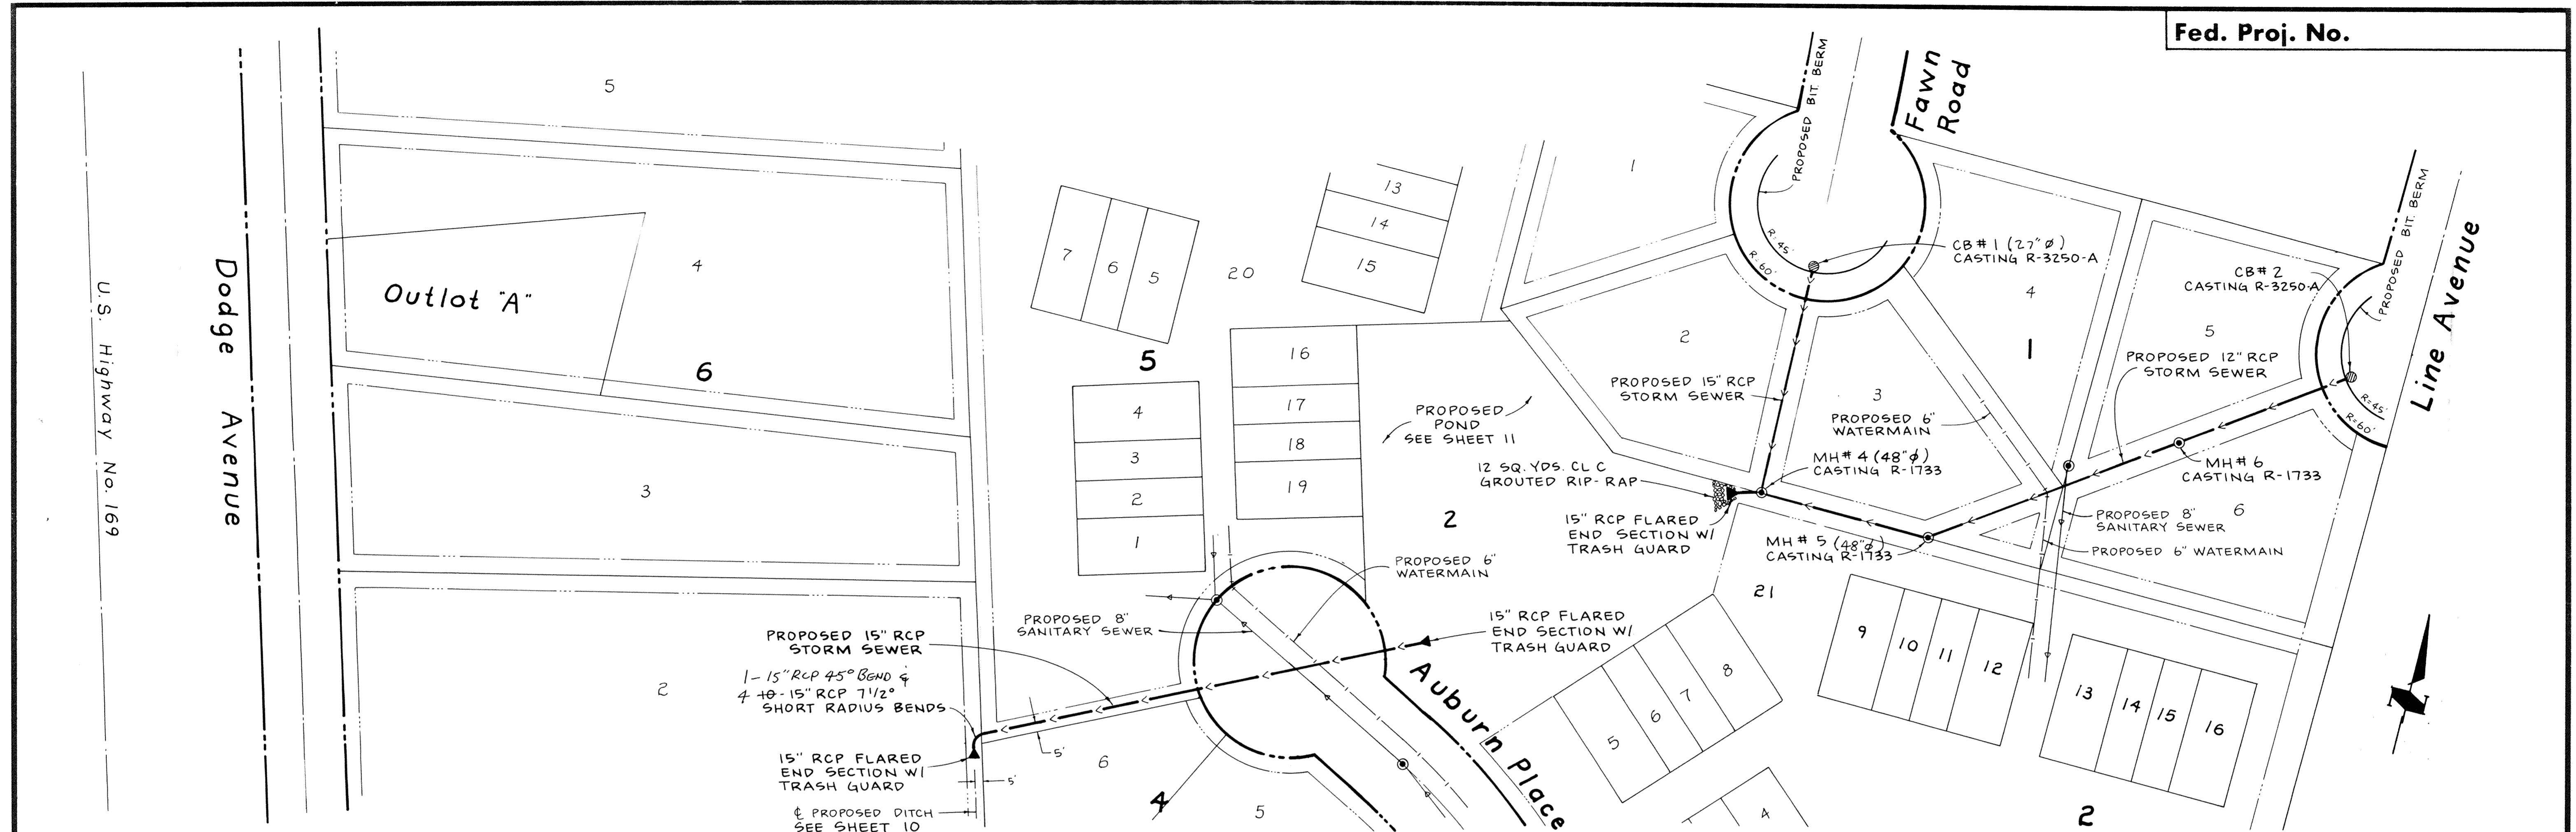 Fed. Proj. No.
U.S. Highway No. 169
Dodge Avenue
5
Outlot "A"
4
6
3
2
7
6
5
20
13
14
15
5
4
3
2
1
16
17
18
19
2
PROPOSED
POND
SEE SHEET 11
PROPOSED 8"
SANITARY SEWER
PROPOSED 6"
WATERMAIN
15" RCP FLARED
END SECTION W/
TRASH GUARD
PROPOSED 15" RCP
STORM SEWER
1-15" RCP 45° BEND &
4 10-15" RCP 7 1/2°
SHORT RADIUS BENDS
15" RCP FLARED
END SECTION W/
TRASH GUARD
5'
5'
℄ PROPOSED DITCH
SEE SHEET 10
6
5
A
Auburn Place
1
PROPOSED BIT. BERM
Fawn
Road
R=45'
R=60'
CB# 1 (27" Ø)
CASTING R-3250-A
2
PROPOSED 15" RCP
STORM SEWER
3
PROPOSED 6"
WATERMAIN
12 SQ. YDS. CL C
GROUTED RIP-RAP
MH# 4 (48" Ø)
CASTING R-1733
15" RCP FLARED
END SECTION W/
TRASH GUARD
MH# 5 (48" Ø)
CASTING R-1733
4
1
CB# 2
CASTING R-3250-A
5
PROPOSED 12" RCP
STORM SEWER
PROPOSED BIT. BERM
Line Avenue
R=45'
R=60'
MH# 6
CASTING R-1733
PROPOSED 8"
SANITARY SEWER
6
PROPOSED 6" WATERMAIN
21
5
6
7
8
4
9
10
11
12
13
14
15
16
2
N